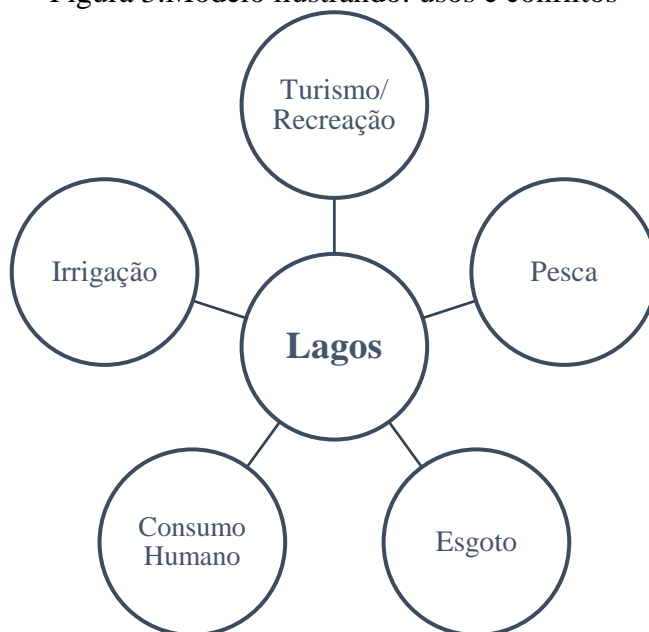 Figura 3.Modelo ilustrando: usos e conflitos
Turismo/
Recreação
Irrigação
Pesca
Lagos
Consumo
Humano
Esgoto